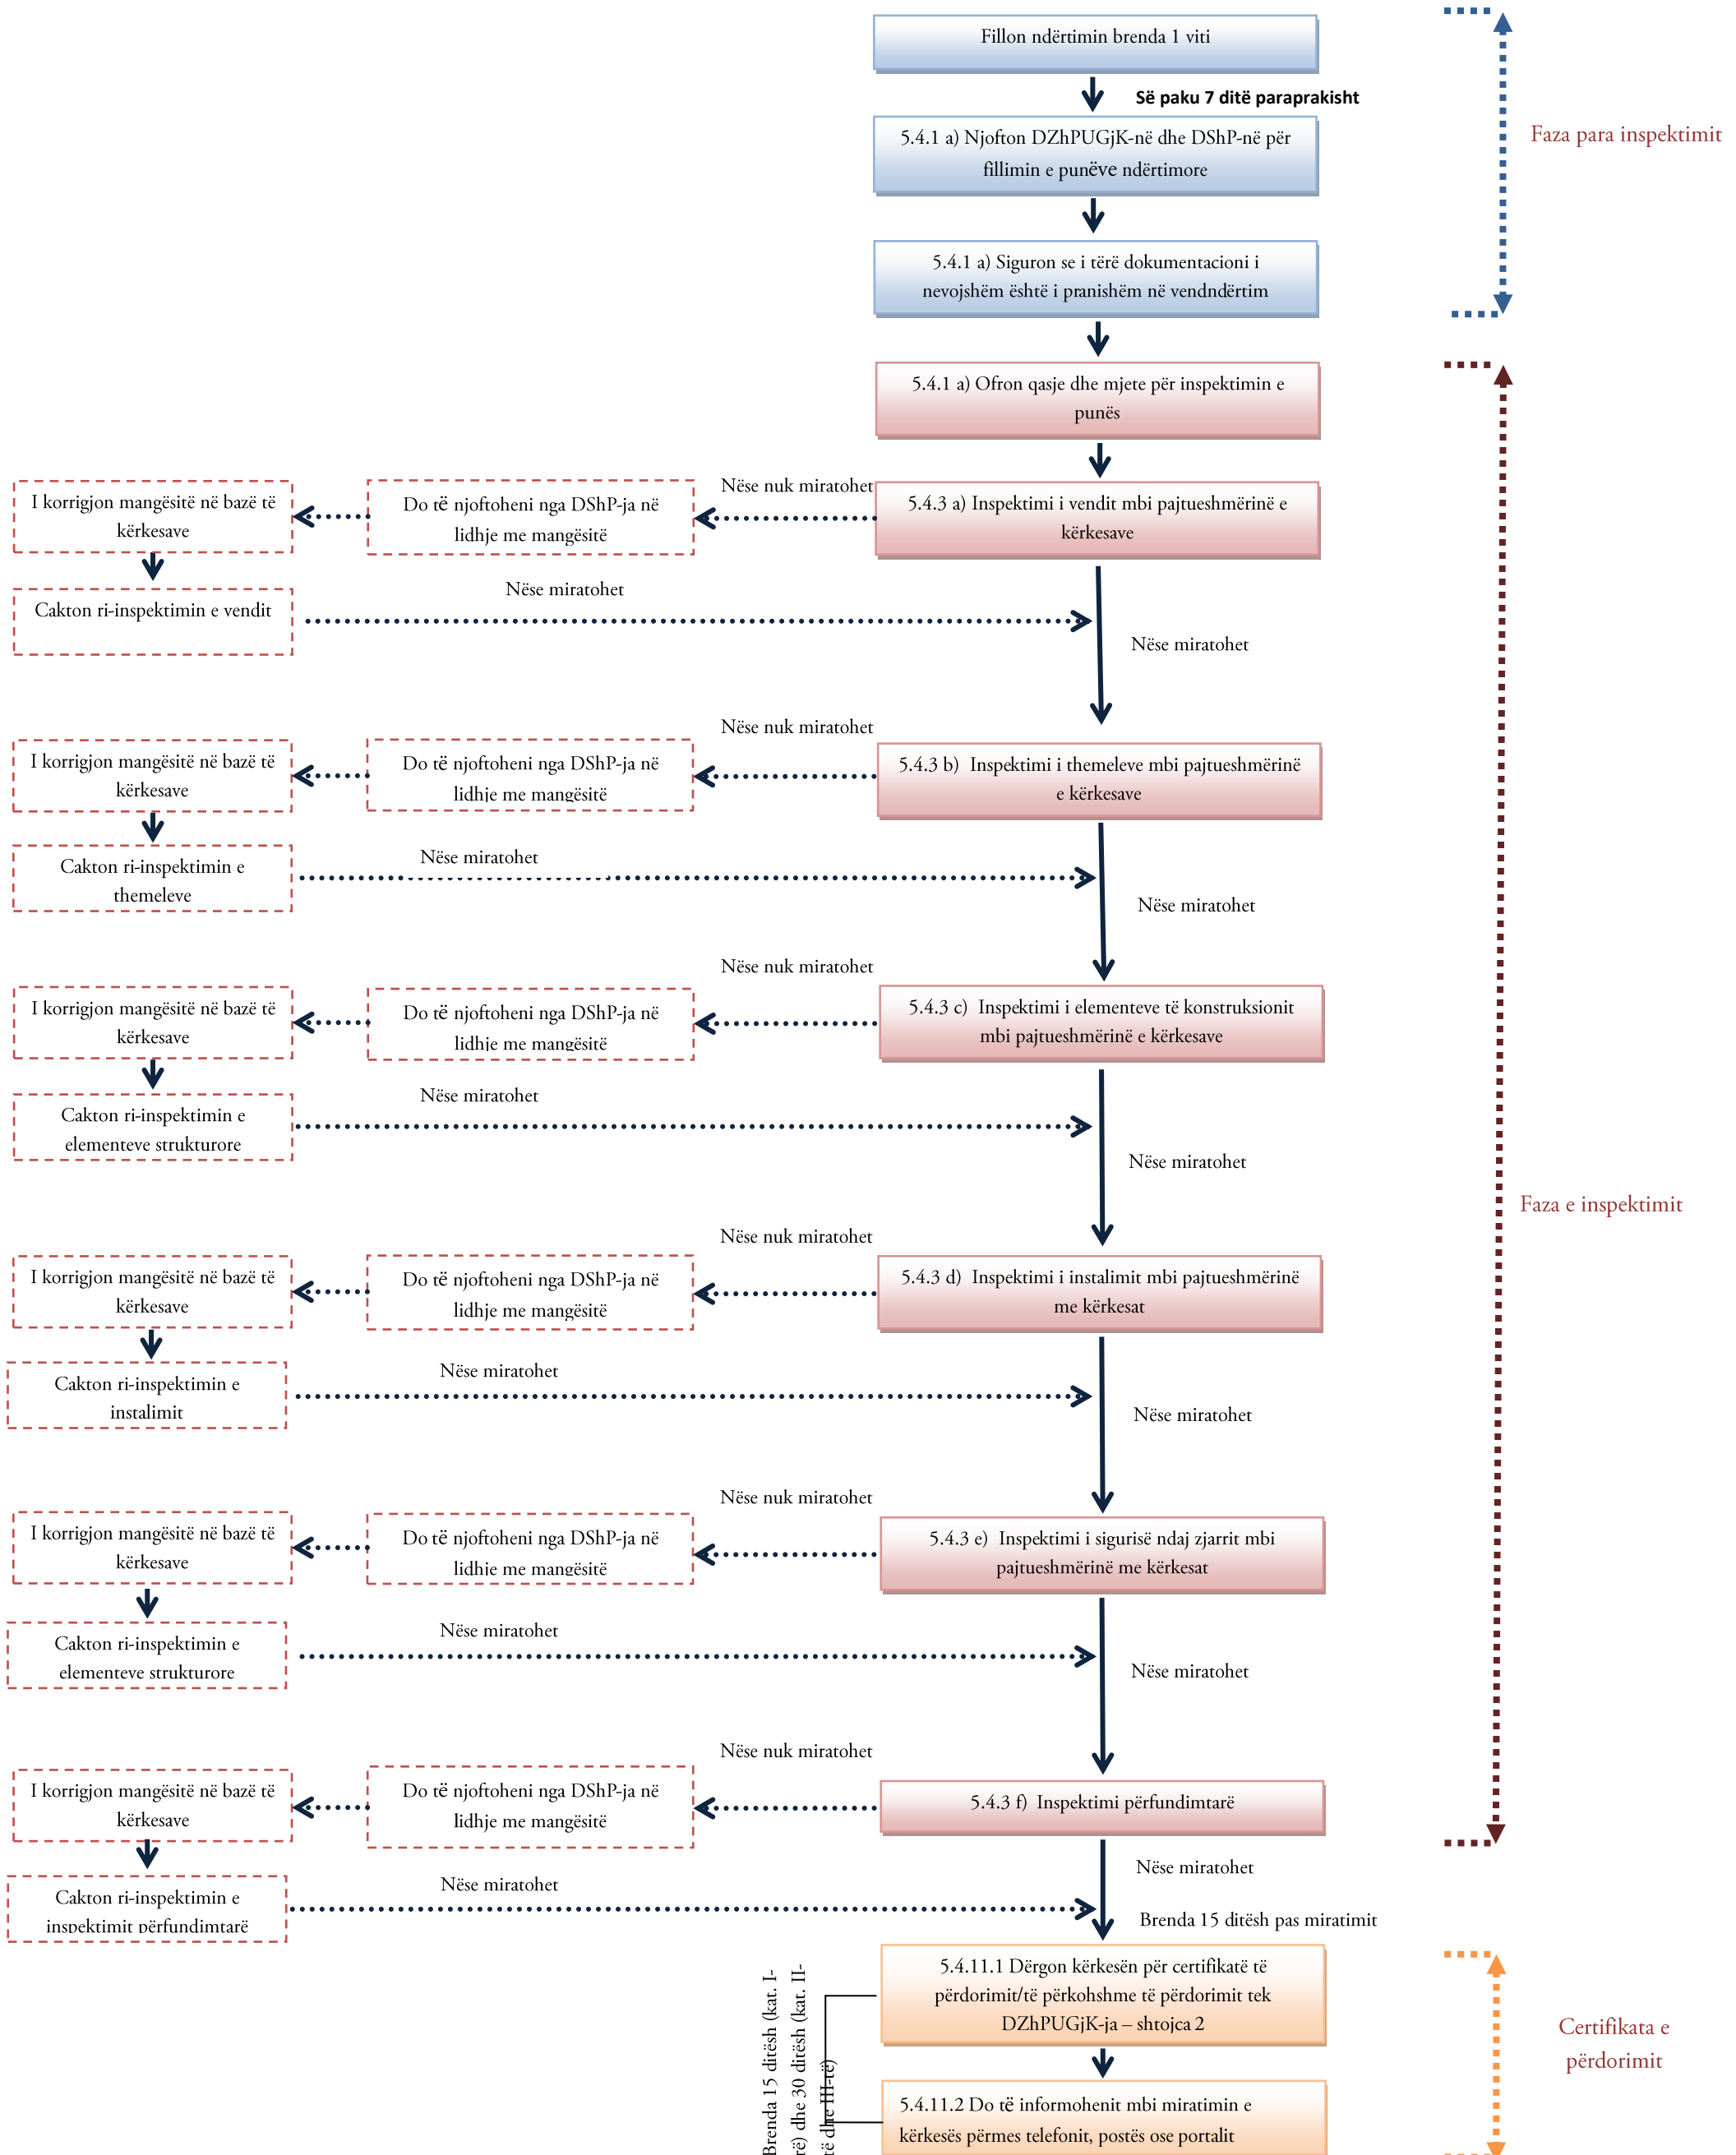 Fillon ndërtimin brenda 1 viti
Së paku 7 ditë paraprakisht
5.4.1 a) Njofton DZhPUGjK-në dhe DShP-në për
fillimin e punëve ndërtimore
Faza para inspektimit
5.4.1 a) Siguron se i tërë dokumentacioni i
nevojshëm është i pranishëm në vendndërtim
5.4.1 a) Ofron qasje dhe mjete për inspektimin e
punës
I korrigjon mangësitë në bazë të
kërkesave
Do të njoftoheni nga DShP-ja në
lidhje me mangësitë
Nëse nuk miratohet
5.4.3 a) Inspektimi i vendit mbi pajtueshmërinë e
kërkesave
Cakton ri-inspektimin e vendit
Nëse miratohet
Nëse miratohet
I korrigjon mangësitë në bazë të
kërkesave
Do të njoftoheni nga DShP-ja në
lidhje me mangësitë
Nëse nuk miratohet
5.4.3 b)  Inspektimi i themeleve mbi pajtueshmërinë
e kërkesave
Cakton ri-inspektimin e
themeleve
Nëse miratohet
Nëse miratohet
I korrigjon mangësitë në bazë të
kërkesave
Do të njoftoheni nga DShP-ja në
lidhje me mangësitë
Nëse nuk miratohet
5.4.3 c)  Inspektimi i elementeve të konstruksionit
mbi pajtueshmërinë e kërkesave
Cakton ri-inspektimin e
elementeve strukturore
Nëse miratohet
Nëse miratohet
Faza e inspektimit
I korrigjon mangësitë në bazë të
kërkesave
Do të njoftoheni nga DShP-ja në
lidhje me mangësitë
Nëse nuk miratohet
5.4.3 d)  Inspektimi i instalimit mbi pajtueshmërinë
me kërkesat
Cakton ri-inspektimin e
instalimit
Nëse miratohet
Nëse miratohet
I korrigjon mangësitë në bazë të
kërkesave
Do të njoftoheni nga DShP-ja në
lidhje me mangësitë
Nëse nuk miratohet
5.4.3 e)  Inspektimi i sigurisë ndaj zjarrit mbi
pajtueshmërinë me kërkesat
Cakton ri-inspektimin e
elementeve strukturore
Nëse miratohet
Nëse miratohet
I korrigjon mangësitë në bazë të
kërkesave
Do të njoftoheni nga DShP-ja në
lidhje me mangësitë
Nëse nuk miratohet
5.4.3 f)  Inspektimi përfundimtarë
Cakton ri-inspektimin e
inspektimit përfundimtarë
Nëse miratohet
Nëse miratohet
Brenda 15 ditësh pas miratimit
5.4.11.1 Dërgon kërkesën për certifikatë të
përdorimit/të përkohshme të përdorimit tek
DZhPUGjK-ja – shtojca 2
Certifikata e
përdorimit
Brenda 15 ditësh (kat. I-
rë) dhe 30 ditësh (kat. II-
të dhe III-të)
5.4.11.2 Do të informohenit mbi miratimin e
kërkesës përmes telefonit, postës ose portalit